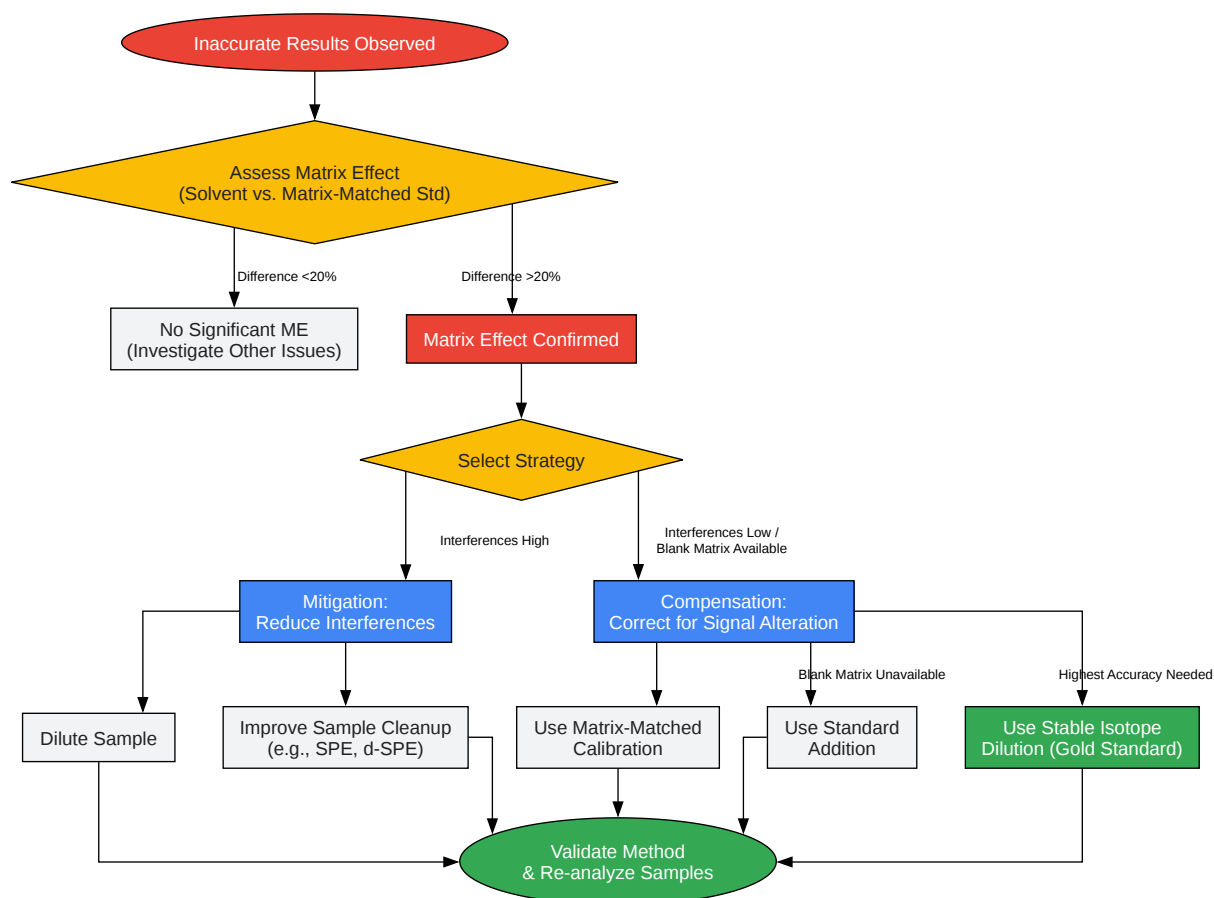 Inaccurate Results Observed
Assess Matrix Effect
(Solvent vs. Matrix-Matched Std)
Difference <20%
Difference >20%
No Significant ME
(Investigate Other Issues)
Matrix Effect Confirmed
Select Strategy
Interferences High
Interferences Low /
Blank Matrix Available
Mitigation:
Reduce Interferences
Compensation:
Correct for Signal Alteration
Blank Matrix Unavailable
Highest Accuracy Needed
Dilute Sample
Improve Sample Cleanup
(e.g., SPE, d-SPE)
Use Matrix-Matched
Calibration
Use Standard
Addition
Use Stable Isotope
Dilution (Gold Standard)
Validate Method
& Re-analyze Samples